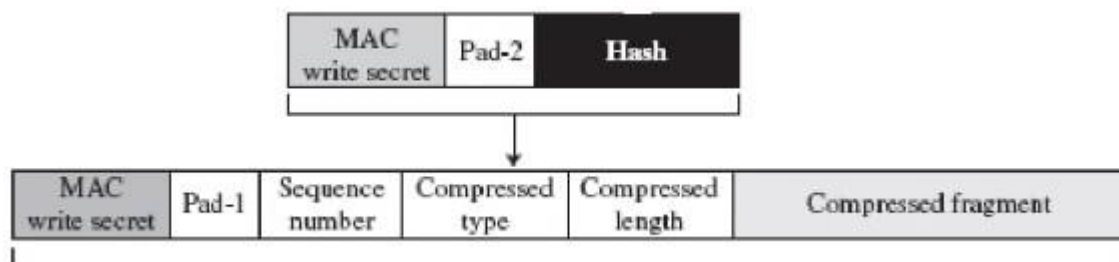 MAC
write secret
Pad-2
Hash
MAC
write secret
Pad-1
Sequence
number
Compressed
type
Compressed
length
Compressed fragment